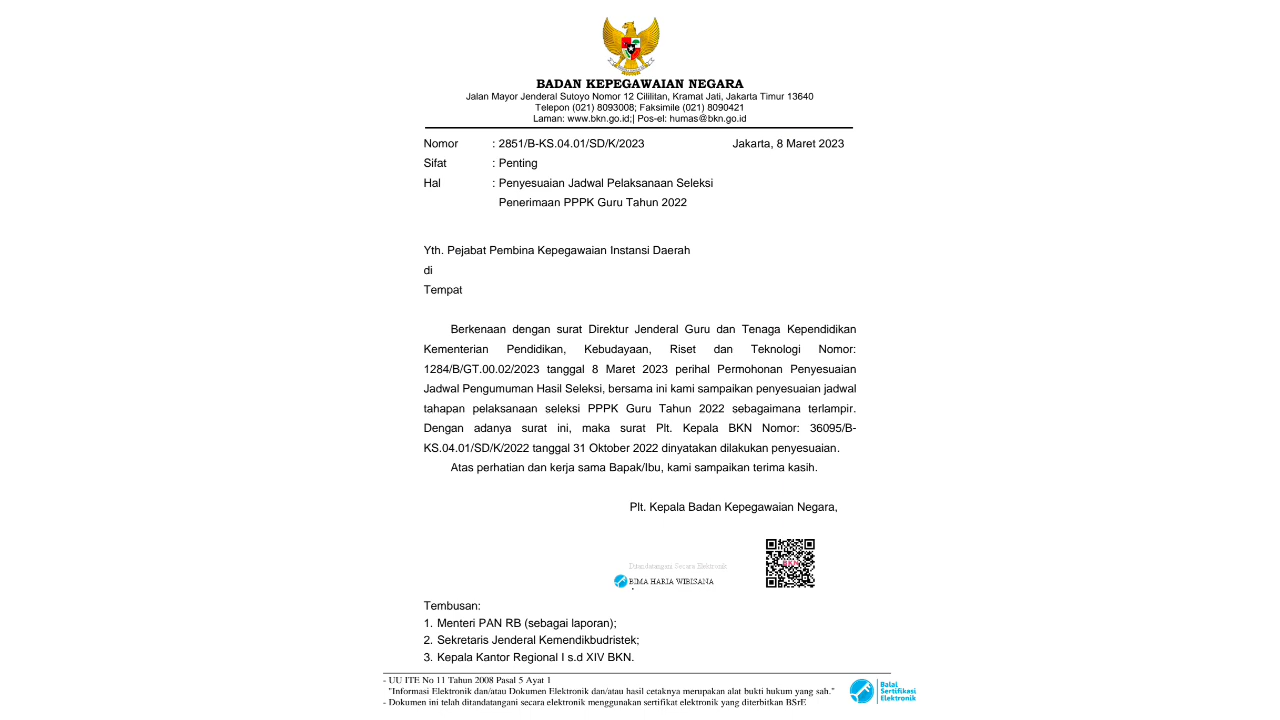 BADAN KEPEGAWAIAN NEGARA
Jalan Mayor Jenderal Sutoyo Nomor 12 Cililitan, Kramat Jati, Jakarta Timur 13640
Telepon (021) 8093008; Faksimile (021) 8090421
Laman: www.bkn.go.id;| Pos-el: humas@bkn.go.id
Nomor : 2851/B-KS.04.01/SD/K/2023 Jakarta, 8 Maret 2023
Sifat : Penting
Hal : Penyesuaian Jadwal Pelaksanaan Seleksi
Penerimaan PPPK Guru Tahun 2022
Yth. Pejabat Pembina Kepegawaian Instansi Daerah
di
Tempat
Berkenaan dengan surat Direktur Jenderal Guru dan Tenaga Kependidikan
Kementerian Pendidikan, Kebudayaan, Riset dan Teknologi Nomor:
1284/B/GT.00.02/2023 tanggal 8 Maret 2023 perihal Permohonan Penyesuaian
Jadwal Pengumuman Hasil Seleksi, bersama ini kami sampaikan penyesuaian jadwal
tahapan pelaksanaan seleksi PPPK Guru Tahun 2022 sebagaimana terlampir.
Dengan adanya surat ini, maka surat Plt. Kepala BKN Nomor: 36095/B-
KS.04.01/SD/K/2022 tanggal 31 Oktober 2022 dinyatakan dilakukan penyesuaian.
Atas perhatian dan kerja sama Bapak/Ibu, kami sampaikan terima kasih.
Plt. Kepala Badan Kepegawaian Negara,
Ditandatangani Secara Elektronik
BIMA HARIA WIBISANA
BKN
Tembusan:
1. Menteri PAN RB (sebagai laporan);
2. Sekretaris Jenderal Kemendikbudristek;
3. Kepala Kantor Regional I s.d XIV BKN.
- UU ITE No 11 Tahun 2008 Pasal 5 Ayat 1
"Informasi Elektronik dan/atau Dokumen Elektronik dan/atau hasil cetaknya merupakan alat bukti hukum yang sah."
- Dokumen ini telah ditandatangani secara elektronik menggunakan sertifikat elektronik yang diterbitkan BSrE
Balai
Sertifikasi
Elektronik